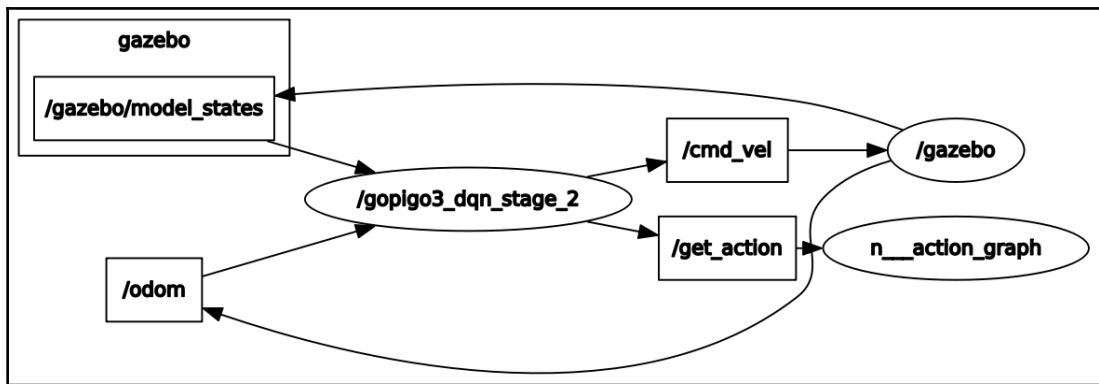 gazebo
/gazebo/model_states
/cmd_vel
/gazebo
/gopigo3_dqn_stage_2
/get_action
n___action_graph
/odom